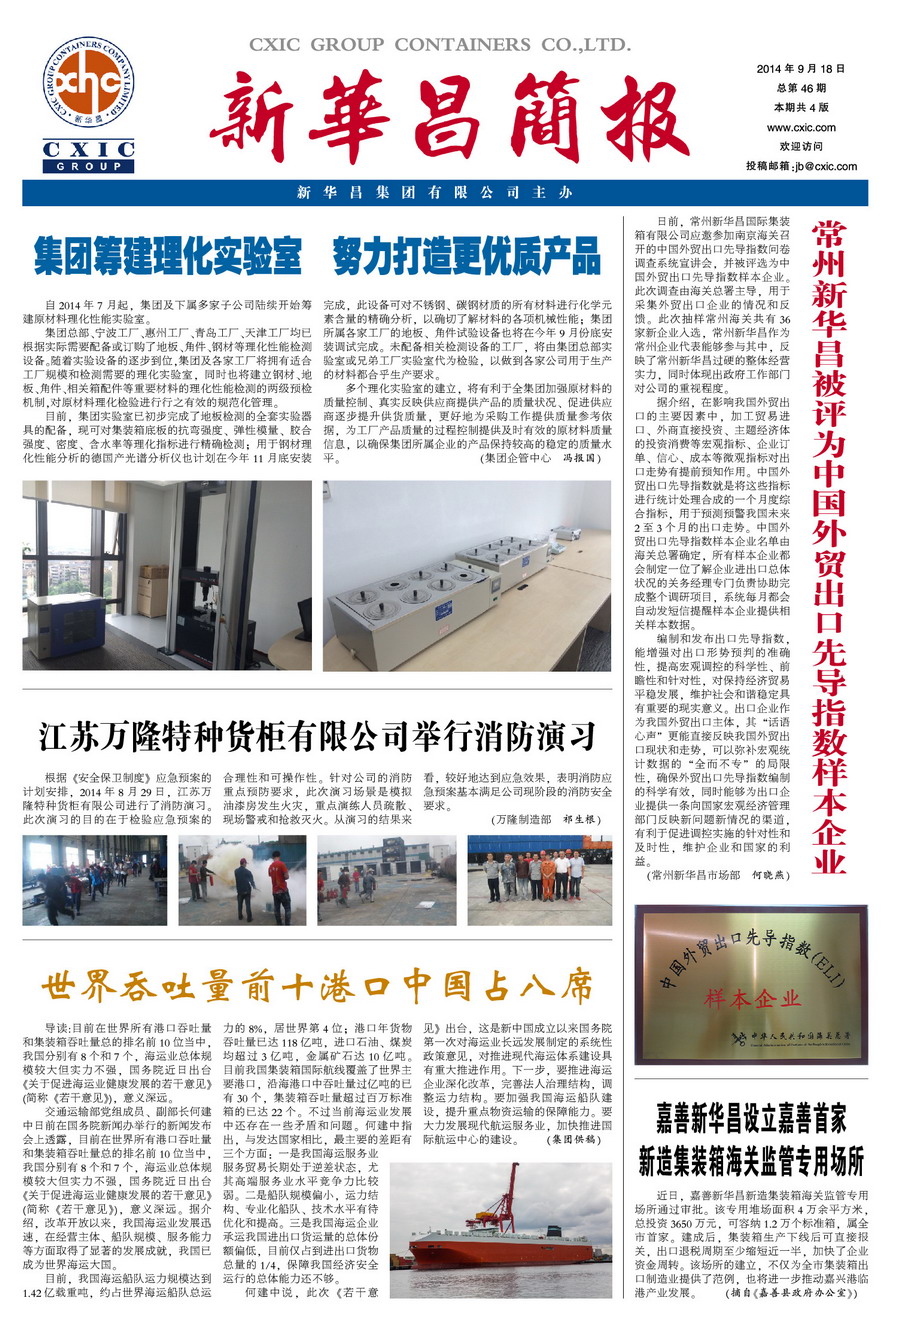 CXIC GROUP CONTAINERS CO.,LTD.
CXIC GROUP CONTAINERS COMPANY LIMITED
xhc
新华昌
CXIC
GROUP
新華昌簡报
2014 年 9 月 18 日
总第 46 期
本期共 4 版
www.cxic.com
欢迎访问
投稿邮箱:jb@cxic.com
新华昌集团有限公司主办
集团筹建理化实验室　努力打造更优质产品
自 2014 年 7 月起，集团及下属多家子公司陆续开始筹
建原材料理化性能实验室。
集团总部、宁波工厂、惠州工厂、青岛工厂、天津工厂均已
根据实际需要配备或订购了地板、角件、钢材等理化性能检测
设备。随着实验设备的逐步到位,集团及各家工厂将拥有适合
工厂规模和检测需要的理化实验室，同时也将建立钢材、地
板、角件、相关箱配件等重要材料的理化性能检测的两级预检
机制,对原材料理化检验进行行之有效的规范化管理。
目前，集团实验室已初步完成了地板检测的全套实验器
具的配备，现可对集装箱底板的抗弯强度、弹性模量、胶合
强度、密度、含水率等理化指标进行精确检测；用于钢材理
化性能分析的德国产光谱分析仪也计划在今年 11 月底安装
完成，此设备可对不锈钢、碳钢材质的所有材料进行化学元
素含量的精确分析，以确切了解材料的各项机械性能；集团
所属各家工厂的地板、角件试验设备也将在今年 9 月份底安
装调试完成。未配备相关检测设备的工厂，将由集团总部实
验室或兄弟工厂实验室代为检验，以做到各家公司用于生产
的材料都合乎生产要求。
多个理化实验室的建立，将有利于全集团加强原材料的
质量控制、真实反映供应商提供产品的质量状况、促进供应
商逐步提升供货质量，更好地为采购工作提供质量参考依
据，为工厂产品质量的过程控制提供及时有效的原材料质量
信息，以确保集团所属企业的产品保持较高的稳定的质量水
平。 (集团企管中心　冯报国)
江苏万隆特种货柜有限公司举行消防演习
根据《安全保卫制度》应急预案的
计划安排，2014 年 8 月 29 日，江苏万
隆特种货柜有限公司进行了消防演习。
此次演习的目的在于检验应急预案的
合理性和可操作性。针对公司的消防
重点预防要求，此次演习场景是模拟
油漆房发生火灾，重点演练人员疏散、
现场警戒和抢救灭火。从演习的结果来
看，较好地达到应急效果，表明消防应
急预案基本满足公司现阶段的消防安全
要求。
(万隆制造部　祁生根)
世界吞吐量前十港口中国占八席
导读:目前在世界所有港口吞吐量
和集装箱吞吐量总的排名前 10 位当中，
我国分别有 8 个和 7 个，海运业总体规
模较大但实力不强，国务院近日出台
《关于促进海运业健康发展的若干意见》
(简称《若干意见》)，意义深远。
交通运输部党组成员、副部长何建
中日前在国务院新闻办举行的新闻发布
会上透露，目前在世界所有港口吞吐量
和集装箱吞吐量总的排名前 10 位当中，
我国分别有 8 个和 7 个，海运业总体规
模较大但实力不强，国务院近日出台
《关于促进海运业健康发展的若干意见》
(简称《若干意见》)，意义深远。据介
绍，改革开放以来，我国海运业发展迅
速，在经营主体、船队规模、服务能力
等方面取得了显著的发展成就，我国已
成为世界海运大国。
目前，我国海运船队运力规模达到
1.42 亿载重吨，约占世界海运船队总运
力的 8%，居世界第 4 位；港口年货物
吞吐量已达 118 亿吨，进口石油、煤炭
均超过 3 亿吨，金属矿石达 10 亿吨。
目前我国集装箱国际航线覆盖了世界主
要港口，沿海港口中吞吐量过亿吨的已
有 30 个，集装箱吞吐量超过百万标准
箱的已达 22 个。不过当前海运业发展
中还存在一些矛盾和问题。何建中指
出，与发达国家相比，最主要的差距有
三个方面：一是我国海运服务业
服务贸易长期处于逆差状态，尤
其高端服务业水平竞争力比较
弱。二是船队规模偏小，运力结
构、专业化船队、技术水平有待
优化和提高。三是我国海运企业
承运我国进出口货运量的总体份
额偏低，目前仅占到进出口货物
总量的 1/4，保障我国经济安全
运行的总体能力还不够。
何建中说，此次《若干意
见》出台，这是新中国成立以来国务院
第一次对海运业长远发展制定的系统性
政策意见，对推进现代海运体系建设具
有重大推进作用。下一步，要推进海运
企业深化改革，完善法人治理结构，调
整运力结构。要加强我国海运船队建
设，提升重点物资运输的保障能力。要
大力发展现代航运服务业，加快推进国
际航运中心的建设。 (集团供稿)
常州新华昌被评为中国外贸出口先导指数样本企业
日前，常州新华昌国际集装
箱有限公司应邀参加南京海关召
开的中国外贸出口先导指数问卷
调查系统宣讲会，并被评选为中
国外贸出口先导指数样本企业。
此次调查由海关总署主导，用于
采集外贸出口企业的情况和反
馈。此次抽样常州海关共有 36
家新企业入选，常州新华昌作为
常州企业代表能够参与其中，反
映了常州新华昌过硬的整体经营
实力，同时体现出政府工作部门
对公司的重视程度。
据介绍，在影响我国外贸出
口的主要因素中，加工贸易进
口、外商直接投资、主题经济体
的投资消费等宏观指标、企业订
单、信心、成本等微观指标对出
口走势有提前预知作用。中国外
贸出口先导指数就是将这些指标
进行统计处理合成的一个月度综
合指标，用于预测预警我国未来
2 至 3 个月的出口走势。中国外
贸出口先导指数样本企业名单由
海关总署确定，所有样本企业都
会制定一位了解企业进出口总体
状况的关务经理专门负责协助完
成整个调研项目，系统每月都会
自动发短信提醒样本企业提供相
关样本数据。
编制和发布出口先导指数，
能增强对出口形势预判的准确
性，提高宏观调控的科学性、前
瞻性和针对性，对保持经济贸易
平稳发展，维护社会和谐稳定具
有重要的现实意义。出口企业作
为我国外贸出口主体，其“话语
心声”更能直接反映我国外贸出
口现状和走势，可以弥补宏观统
计数据的“全而不专”的局限
性，确保外贸出口先导指数编制
的科学有效，同时能够为出口企
业提供一条向国家宏观经济管理
部门反映新问题新情况的渠道，
有利于促进调控实施的针对性和
及时性，维护企业和国家的利
益。
(常州新华昌市场部　何晓燕)
中国外贸出口先导指数(ELI)
样本企业
中华人民共和国海关总署
嘉善新华昌设立嘉善首家
新造集装箱海关监管专用场所
近日，嘉善新华昌新造集装箱海关监管专用
场所通过审批。该专用堆场面积 4 万余平方米，
总投资 3650 万元，可容纳 1.2 万个标准箱，属全
市首家。建成后，集装箱生产下线后可直接报
关，出口退税周期至少缩短近一半，加快了企业
资金周转。该场所的建立，不仅为全市集装箱出
口制造业提供了范例，也将进一步推动嘉兴港临
港产业发展。 (摘自《嘉善县政府办公室》)